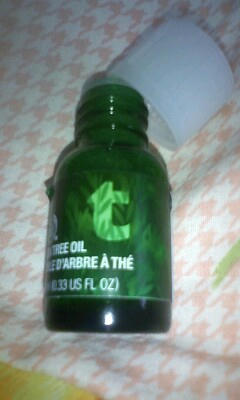 t
TREE OIL
E D'ARBRE À THÉ
0.33 US FL OZ)